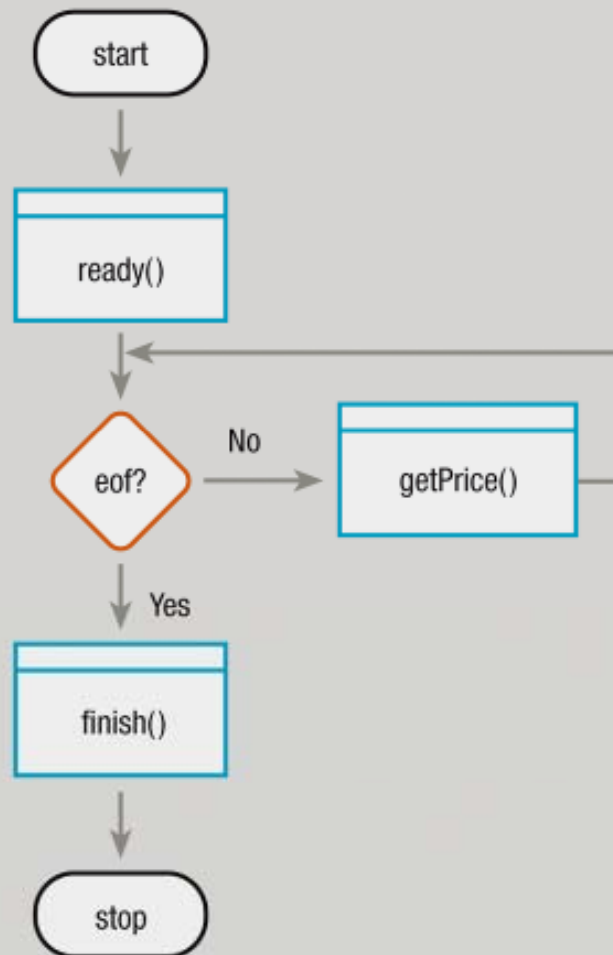 start
ready()
eof?
No
getPrice()
Yes
finish()
stop